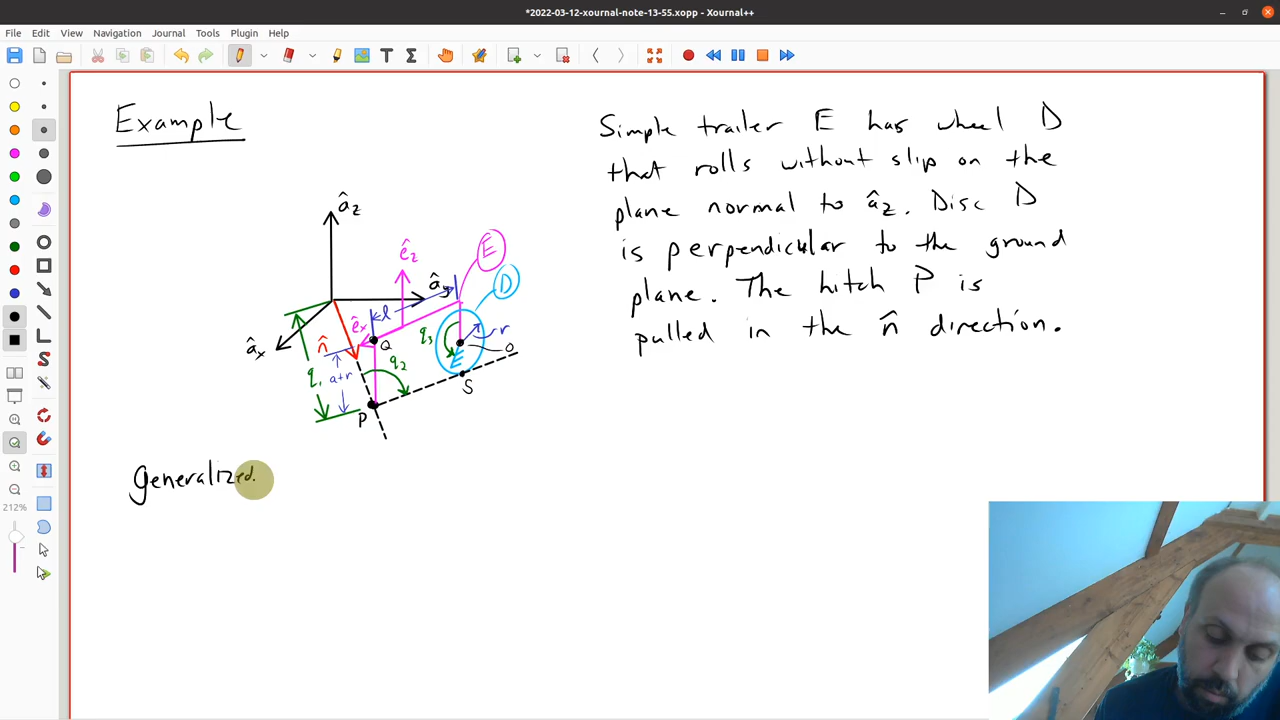 *2022-03-12-xournal-note-13-55.xopp - Xournal++
File Edit View Navigation Journal Tools Plugin Help
Example
Simple trailer E has wheel D
that rolls without slip on the
plane normal to â_z. Disc D
is perpendicular to the ground
plane. The hitch P is
pulled in the n̂ direction.
â_z
ê_z
E
D
â_y
l
ê_x
â_x
n̂
Q
q_3
r
q_1
a+r
q_2
O
S
P
Generalized
212%